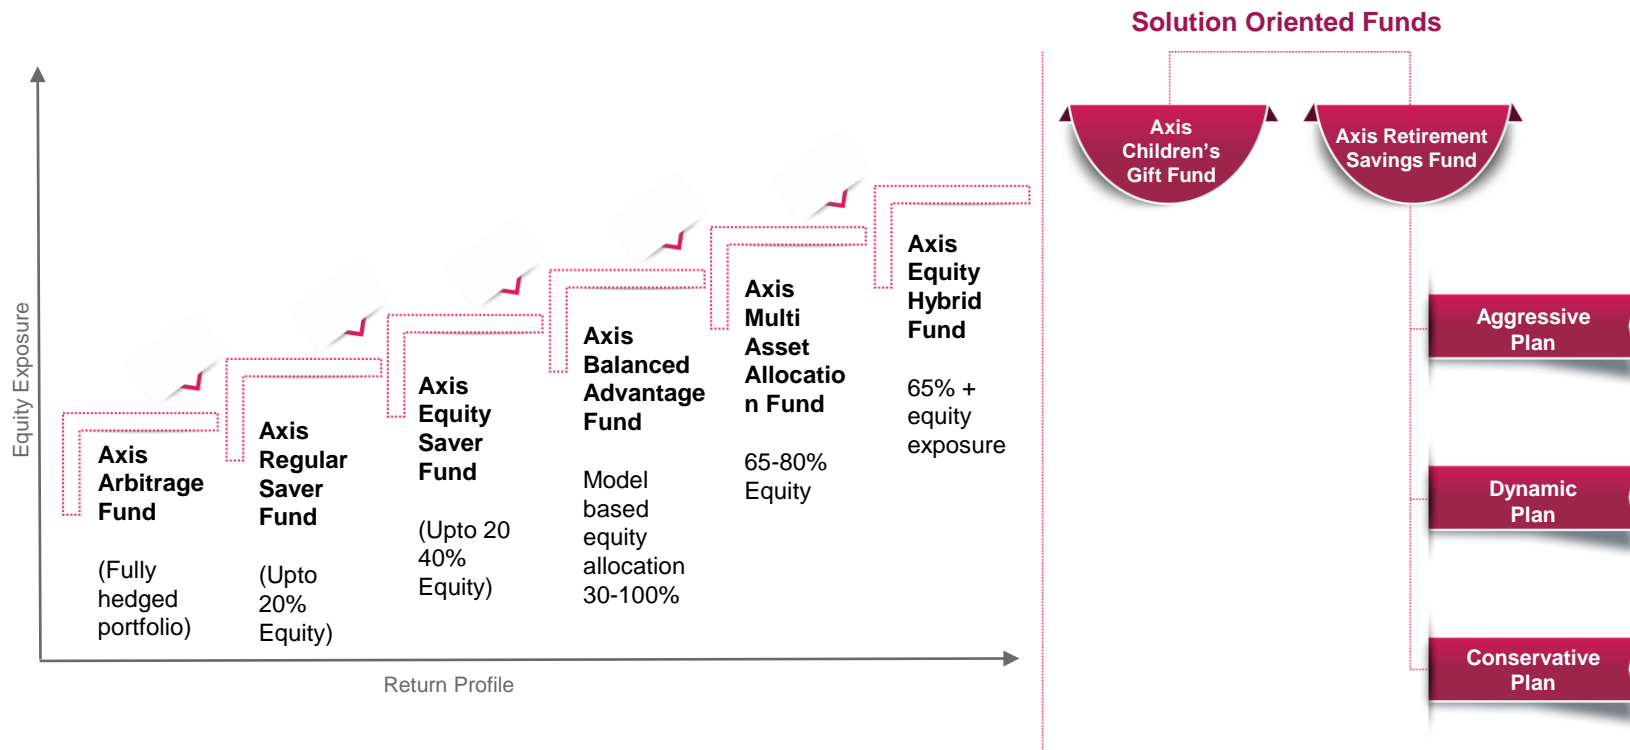 Solution Oriented Funds
Equity Exposure
Axis
Arbitrage
Fund
(Fully
hedged
portfolio)
Axis
Regular
Saver
Fund
(Upto
20%
Equity)
Axis
Equity
Saver
Fund
(Upto 20
40%
Equity)
Axis
Balanced
Advantage
Fund
Model
based
equity
allocation
30-100%
Axis
Multi
Asset
Allocatio
n Fund
65-80%
Equity
Axis
Equity
Hybrid
Fund
65% +
equity
exposure
Return Profile
Axis
Children’s
Gift Fund
Axis Retirement
Savings Fund
Aggressive
Plan
Dynamic
Plan
Conservative
Plan